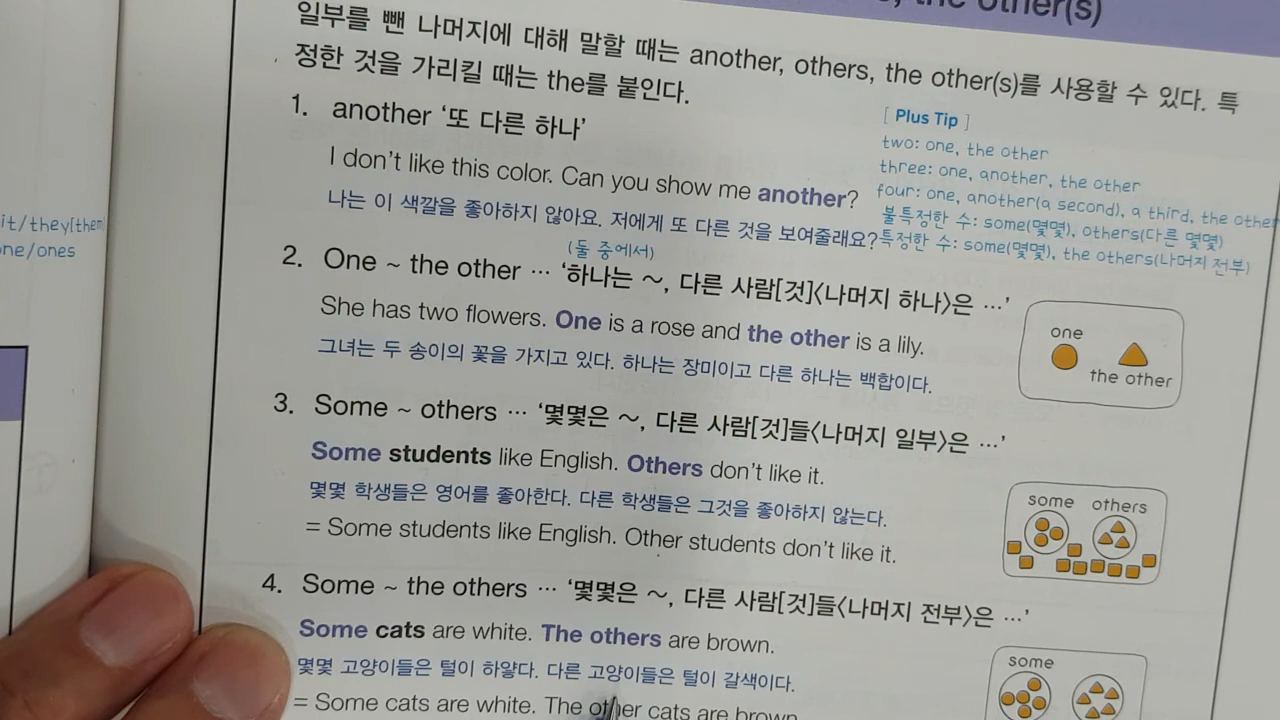 the other(s)
일부를 뺀 나머지에 대해 말할 때는 another, others, the other(s)를 사용할 수 있다. 특
정한 것을 가리킬 때는 the를 붙인다.
1. another ‘또 다른 하나’
I don't like this color. Can you show me another?
나는 이 색깔을 좋아하지 않아요. 저에게 또 다른 것을 보여줄래요?
[ Plus Tip ]
two: one, the other
three: one, another, the other
four: one, another(a second), a third, the other
불특정한 수: some(몇몇), others(다른 몇몇)
특정한 수: some(몇몇), the others(나머지 전부)
(둘 중에서)
2. One ~ the other … ‘하나는 ~, 다른 사람[것]<나머지 하나>은 …’
She has two flowers. One is a rose and the other is a lily.
그녀는 두 송이의 꽃을 가지고 있다. 하나는 장미이고 다른 하나는 백합이다.
one
the other
3. Some ~ others … ‘몇몇은 ~, 다른 사람[것]들<나머지 일부>은 …’
Some students like English. Others don't like it.
몇몇 학생들은 영어를 좋아한다. 다른 학생들은 그것을 좋아하지 않는다.
= Some students like English. Other students don't like it.
some others
4. Some ~ the others … ‘몇몇은 ~, 다른 사람[것]들<나머지 전부>은 …’
Some cats are white. The others are brown.
몇몇 고양이들은 털이 하얗다. 다른 고양이들은 털이 갈색이다.
= Some cats are white. The other cats are brown
some
it/they[them
one/ones